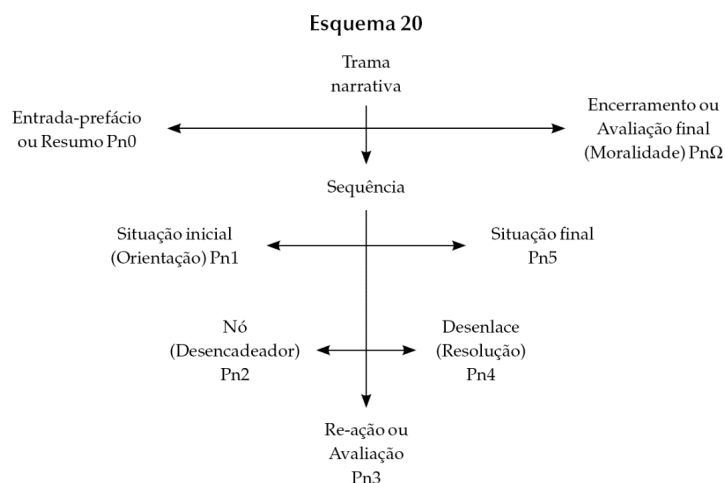 Esquema 20
Trama
narrativa
Entrada-prefácio
ou Resumo Pn0
Encerramento ou
Avaliação final
(Moralidade) PnΩ
Sequência
Situação inicial
(Orientação) Pn1
Situação final
Pn5
Nó
(Desencadeador)
Pn2
Desenlace
(Resolução)
Pn4
Re-ação ou
Avaliação
Pn3